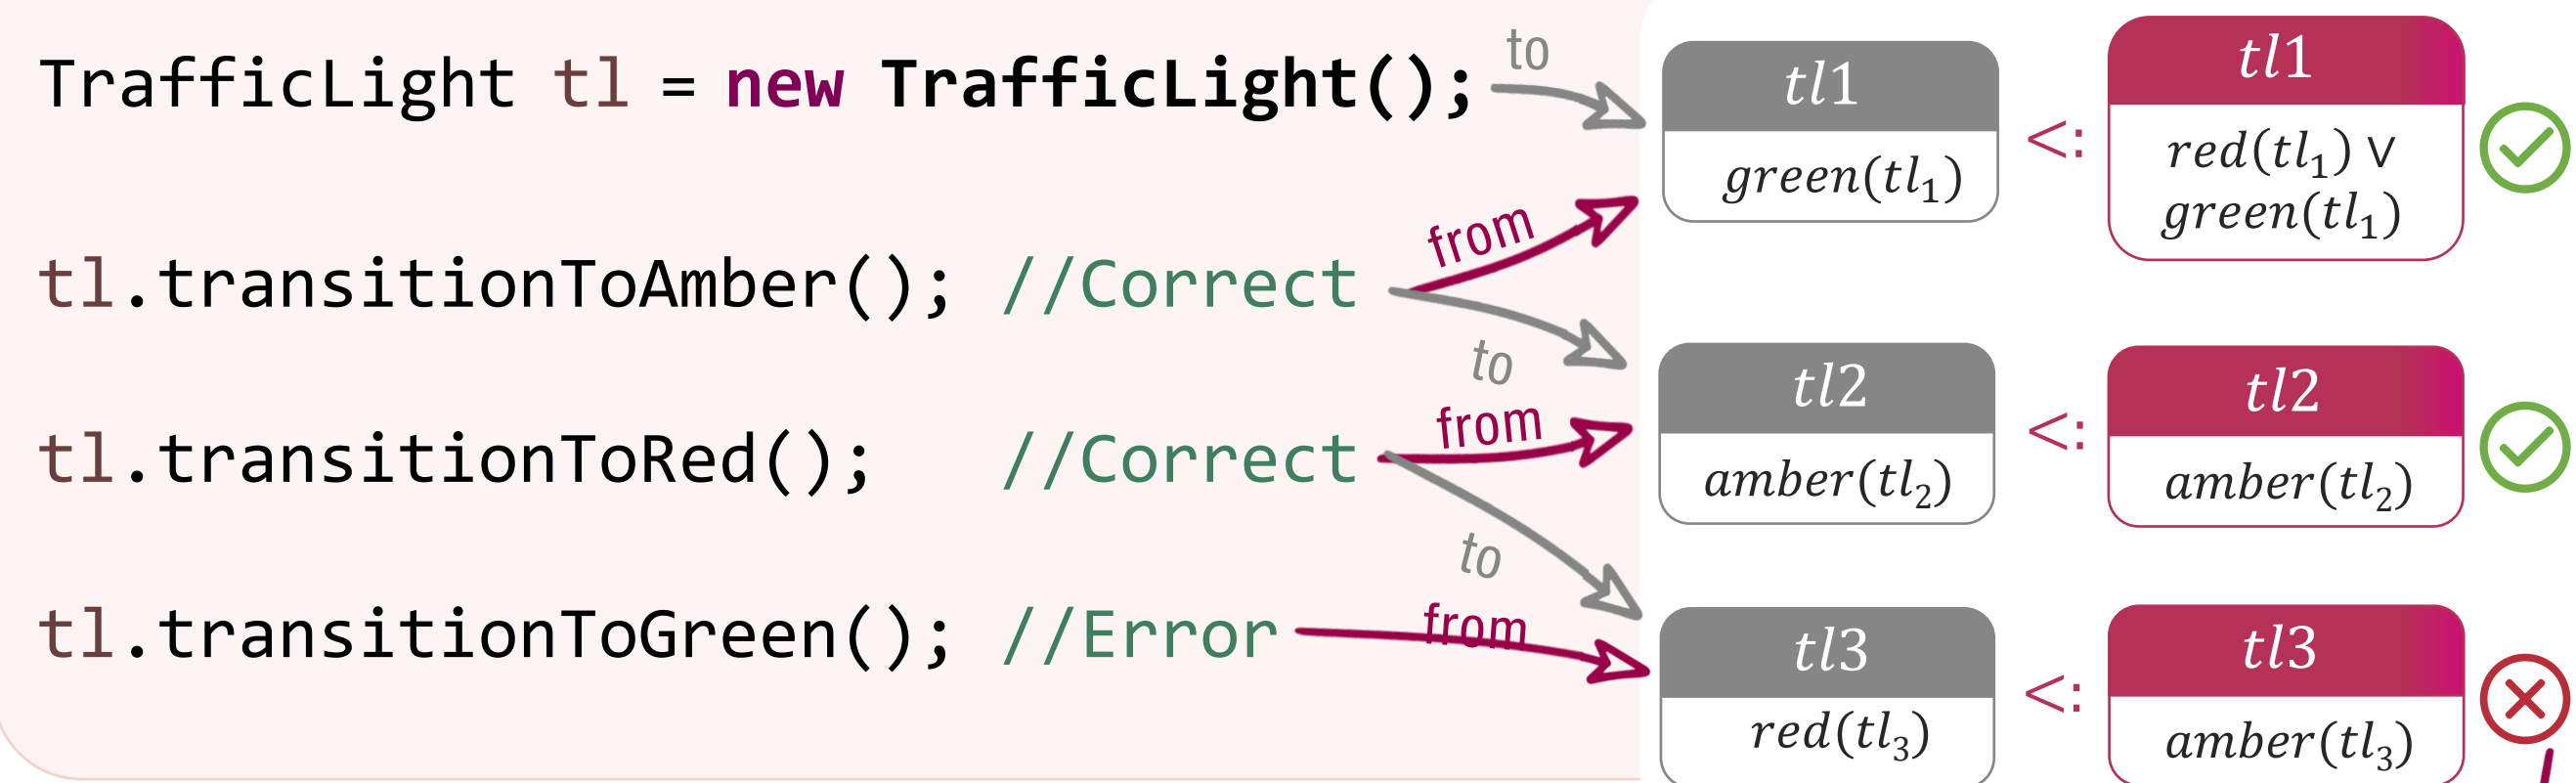 TrafficLight tl = new TrafficLight();
to
tl1
green(tl₁)
<:
tl1
red(tl₁) ∨
green(tl₁)
tl.transitionToAmber(); //Correct
from
to
tl2
amber(tl₂)
<:
tl2
amber(tl₂)
tl.transitionToRed(); //Correct
from
to
tl.transitionToGreen(); //Error
from
tl3
red(tl₃)
<:
tl3
amber(tl₃)